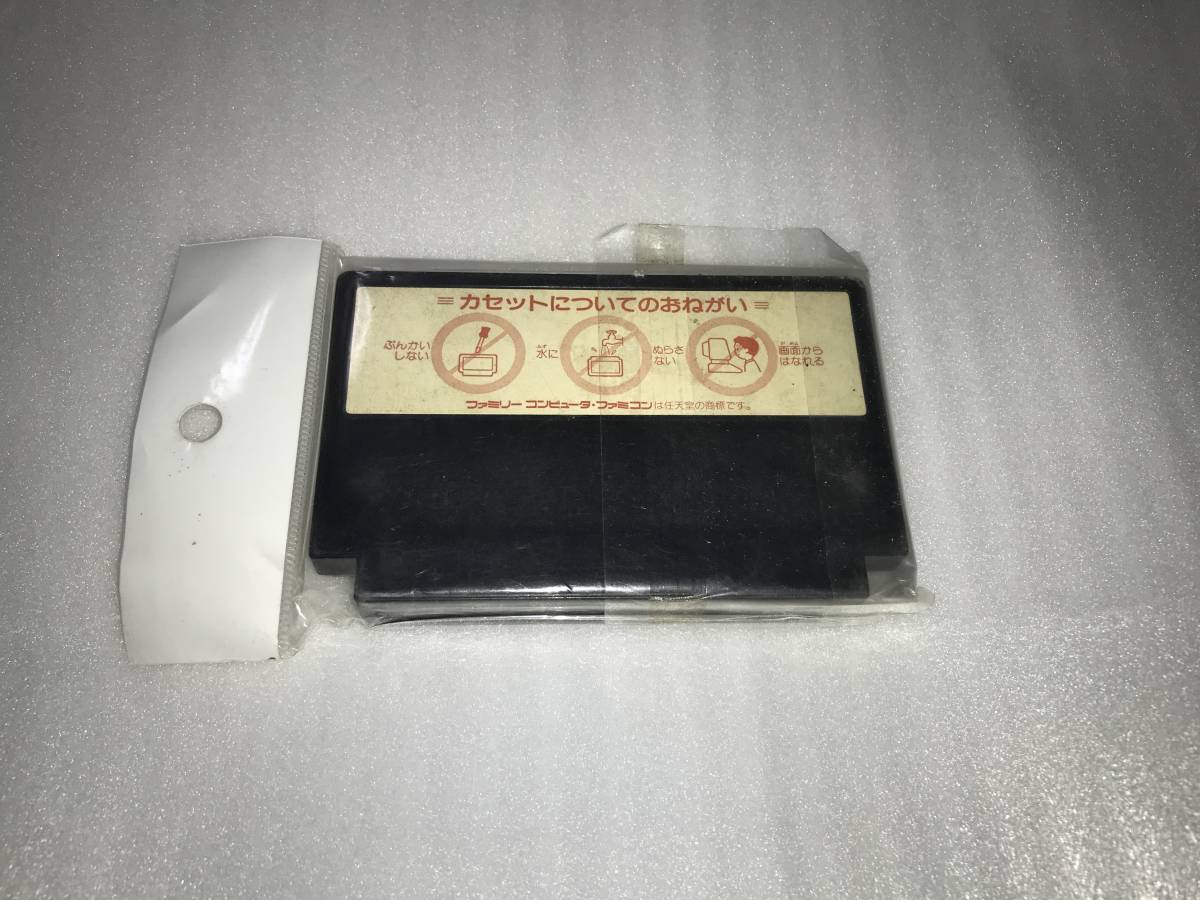 カセットについてのおねがい
ぶんかい
しない
水に
ぬらさ
ない
画面から
はなれる
ファミリー コンピュータ・ファミコンは任天堂の商標です。